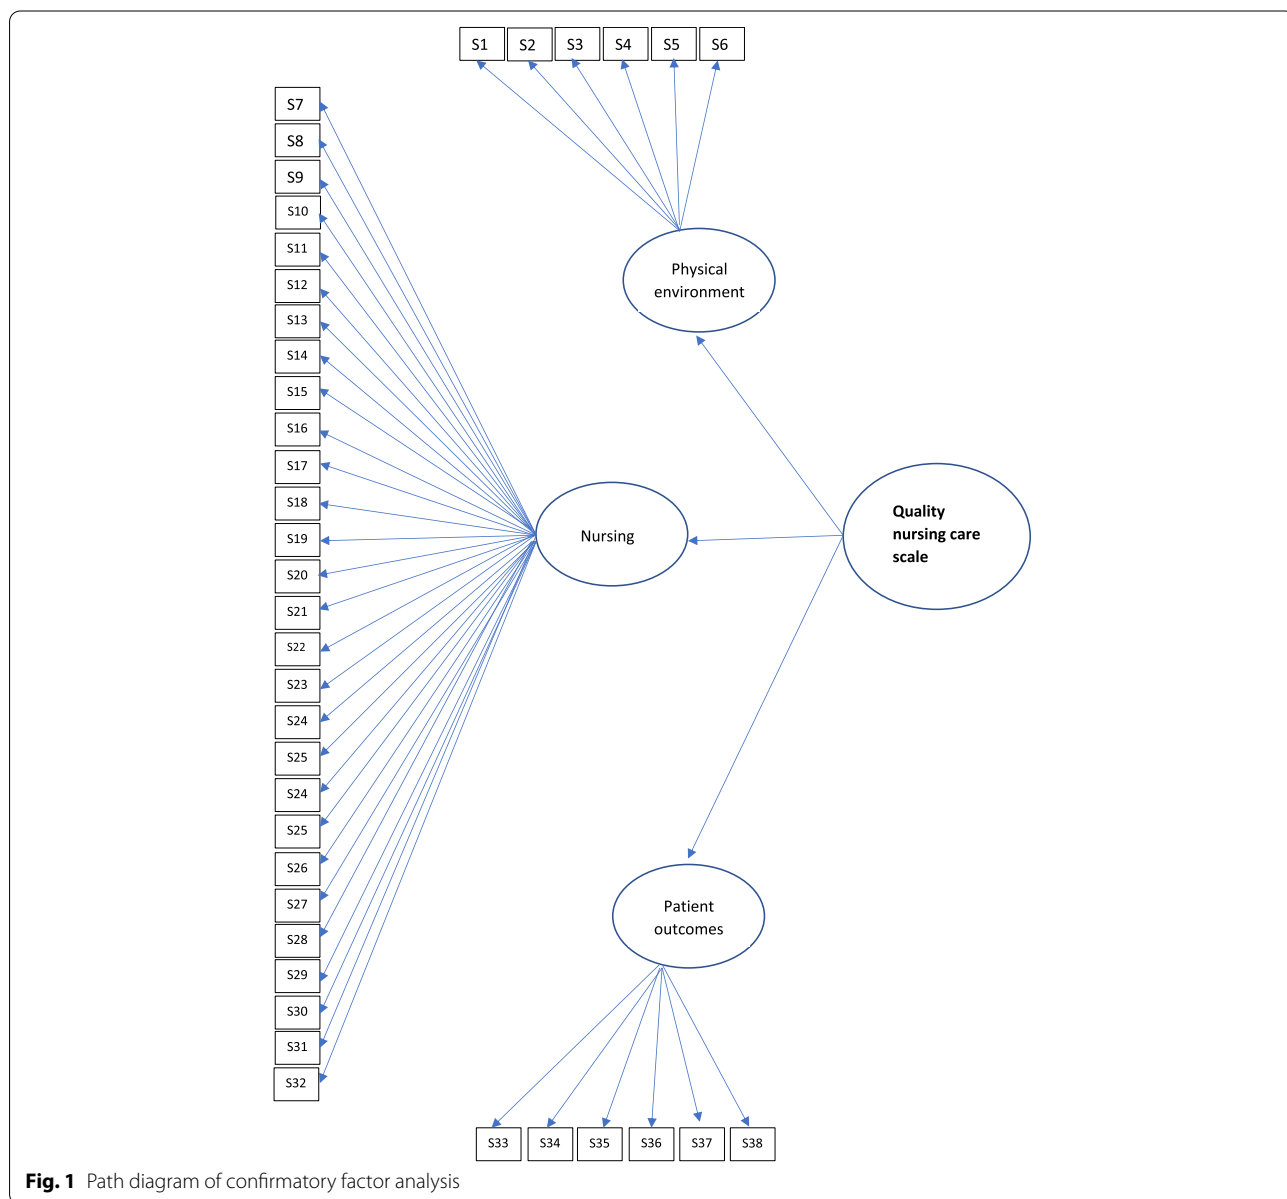 S1 S2 S3 S4 S5 S6
S7
S8
S9
S10
S11
S12
S13
S14
S15
S16
S17
S18
S19
S20
S21
S22
S23
S24
S25
S24
S25
S26
S27
S28
S29
S30
S31
S32
Physical
environment
Nursing
Quality
nursing care
scale
Patient
outcomes
S33 S34 S35 S36 S37 S38
Fig. 1 Path diagram of confirmatory factor analysis